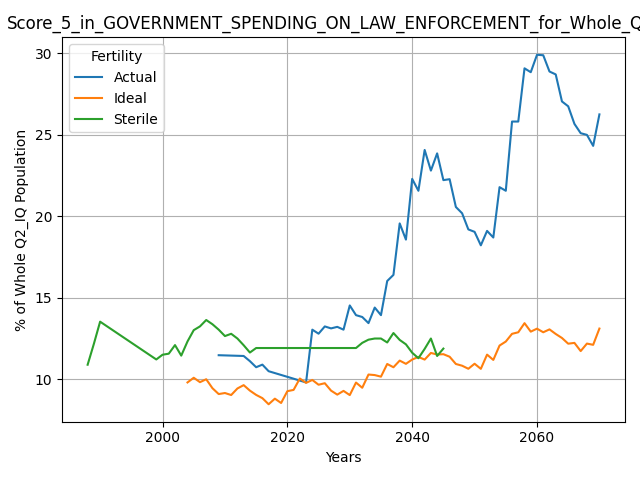 Score_5_in_GOVERNMENT_SPENDING_ON_LAW_ENFORCEMENT_for_Whole_Q
Fertility
Actual
Ideal
Sterile
% of Whole Q2_IQ Population
30
25
20
15
10
2000
2020
2040
2060
Years